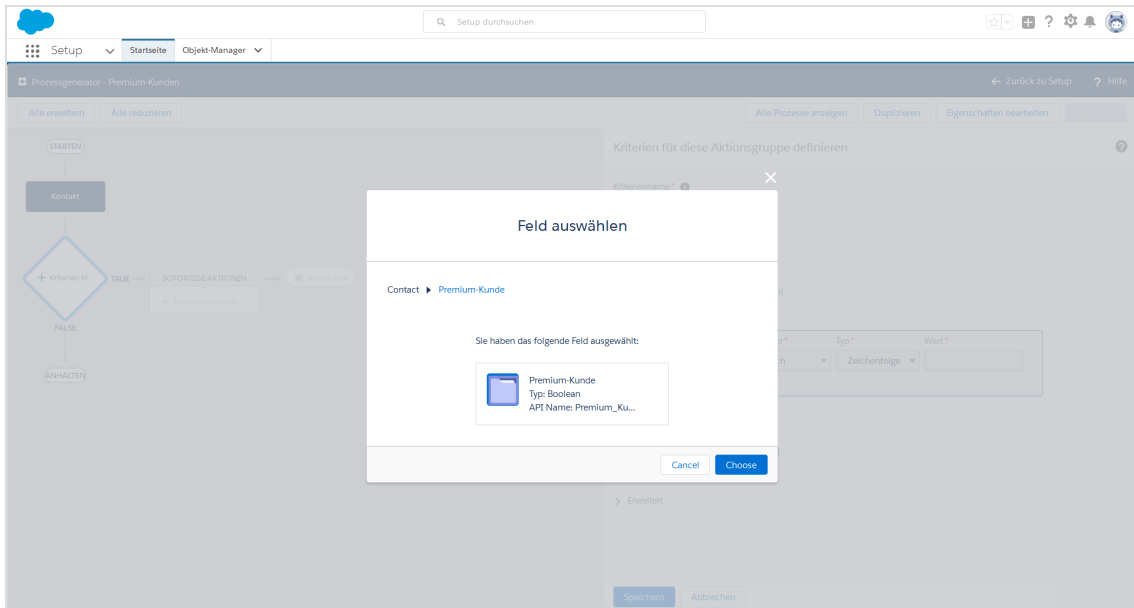 Setup durchsuchen
Setup
Startseite
Objekt-Manager
Prozessgenerator - Premium-Kunden
Zurück zu Setup
? Hilfe
Alle erweitern
Alle reduzieren
Alle Prozesse anzeigen
Duplizieren
Eigenschaften bearbeiten
STARTEN
Kriterien für diese Aktionsgruppe definieren
Kriterienname*
Kontakt
Feld auswählen
+ Kriterien hi...
TRUE
SOFORTIGE AKTIONEN
Contact ▶ Premium-Kunde
FALSE
Sie haben das folgende Feld ausgewählt:
Typ*
Wert*
Zeichenfolge
ANHALTEN
Premium-Kunde
Typ: Boolean
API Name: Premium_Ku...
Cancel
Choose
Erweitert
Speichern
Abbrechen